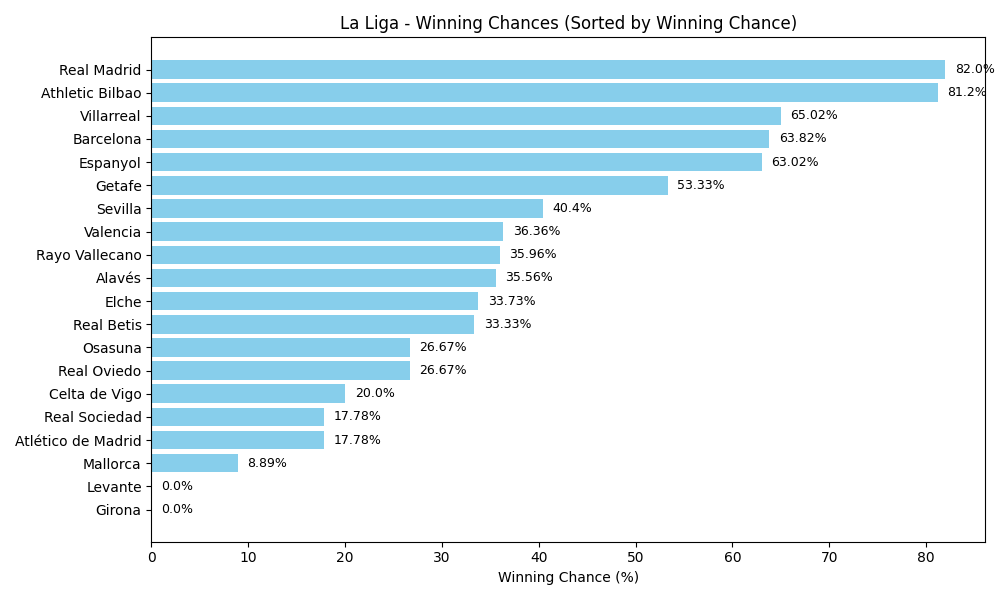 La Liga - Winning Chances (Sorted by Winning Chance)
Real Madrid 82.0%
Athletic Bilbao 81.2%
Villarreal 65.02%
Barcelona 63.82%
Espanyol 63.02%
Getafe 53.33%
Sevilla 40.4%
Valencia 36.36%
Rayo Vallecano 35.96%
Alavés 35.56%
Elche 33.73%
Real Betis 33.33%
Osasuna 26.67%
Real Oviedo 26.67%
Celta de Vigo 20.0%
Real Sociedad 17.78%
Atlético de Madrid 17.78%
Mallorca 8.89%
Levante 0.0%
Girona 0.0%
0 10 20 30 40 50 60 70 80
Winning Chance (%)